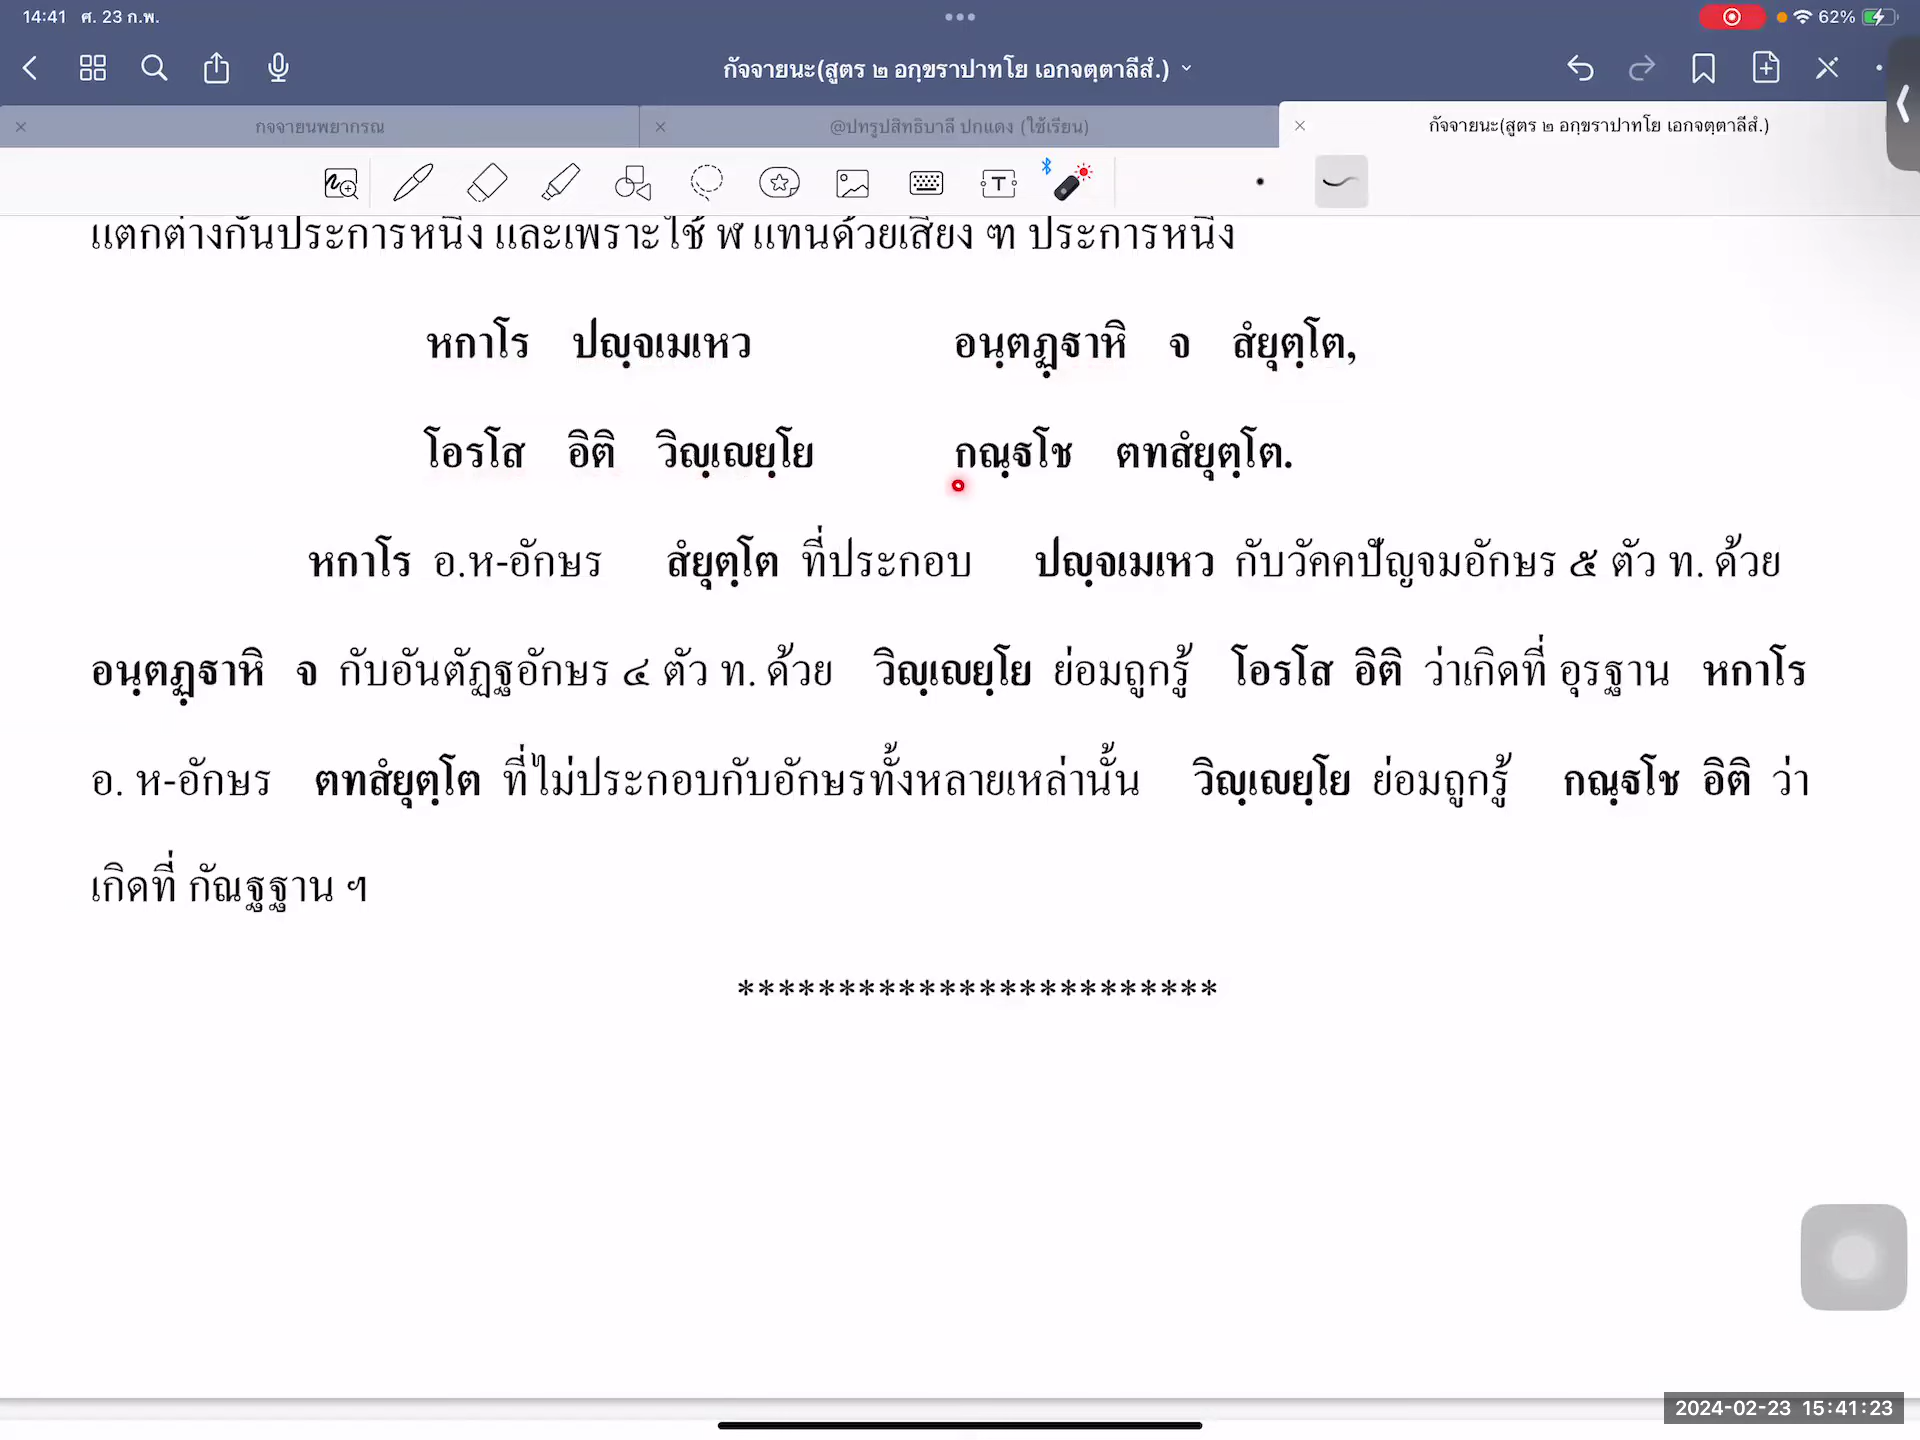 14:41 ศ. 23 ก.พ.
62%
กัจจายนะ(สูตร ๒ อกฺขราปาทโย เอกจตฺตาลีสํ.)
กจจายนพยากรณ
@ปทรูปสิทธิบาลี ปกแดง (ใช้เรียน)
กัจจายนะ(สูตร ๒ อกฺขราปาทโย เอกจตฺตาลีสํ.)
แตกต่างกันประการหนึ่ง และเพราะใช้ ฬ แทนด้วยเสียง ฑ ประการหนึ่ง
หกาโร ปญฺจเมเหว อนฺตฏฺฐาหิ จ สํยุตฺโต,
โอรโส อิติ วิญฺเญยฺโย กณฺฐโช ตทสํยุตฺโต.
หกาโร อ.ห-อักษร สํยุตฺโต ที่ประกอบ ปญฺจเมเหว กับวัคคปัญจมอักษร ๕ ตัว ท. ด้วย
อนฺตฏฺฐาหิ จ กับอันตัฏฐอักษร ๔ ตัว ท. ด้วย วิญฺเญยฺโย ย่อมถูกรู้ โอรโส อิติ ว่าเกิดที่ อุรฐาน หกาโร
อ. ห-อักษร ตทสํยุตฺโต ที่ไม่ประกอบกับอักษรทั้งหลายเหล่านั้น วิญฺเญยฺโย ย่อมถูกรู้ กณฺฐโช อิติ ว่า
เกิดที่ กัณฐฐาน ฯ
************************
2024-02-23 15:41:23